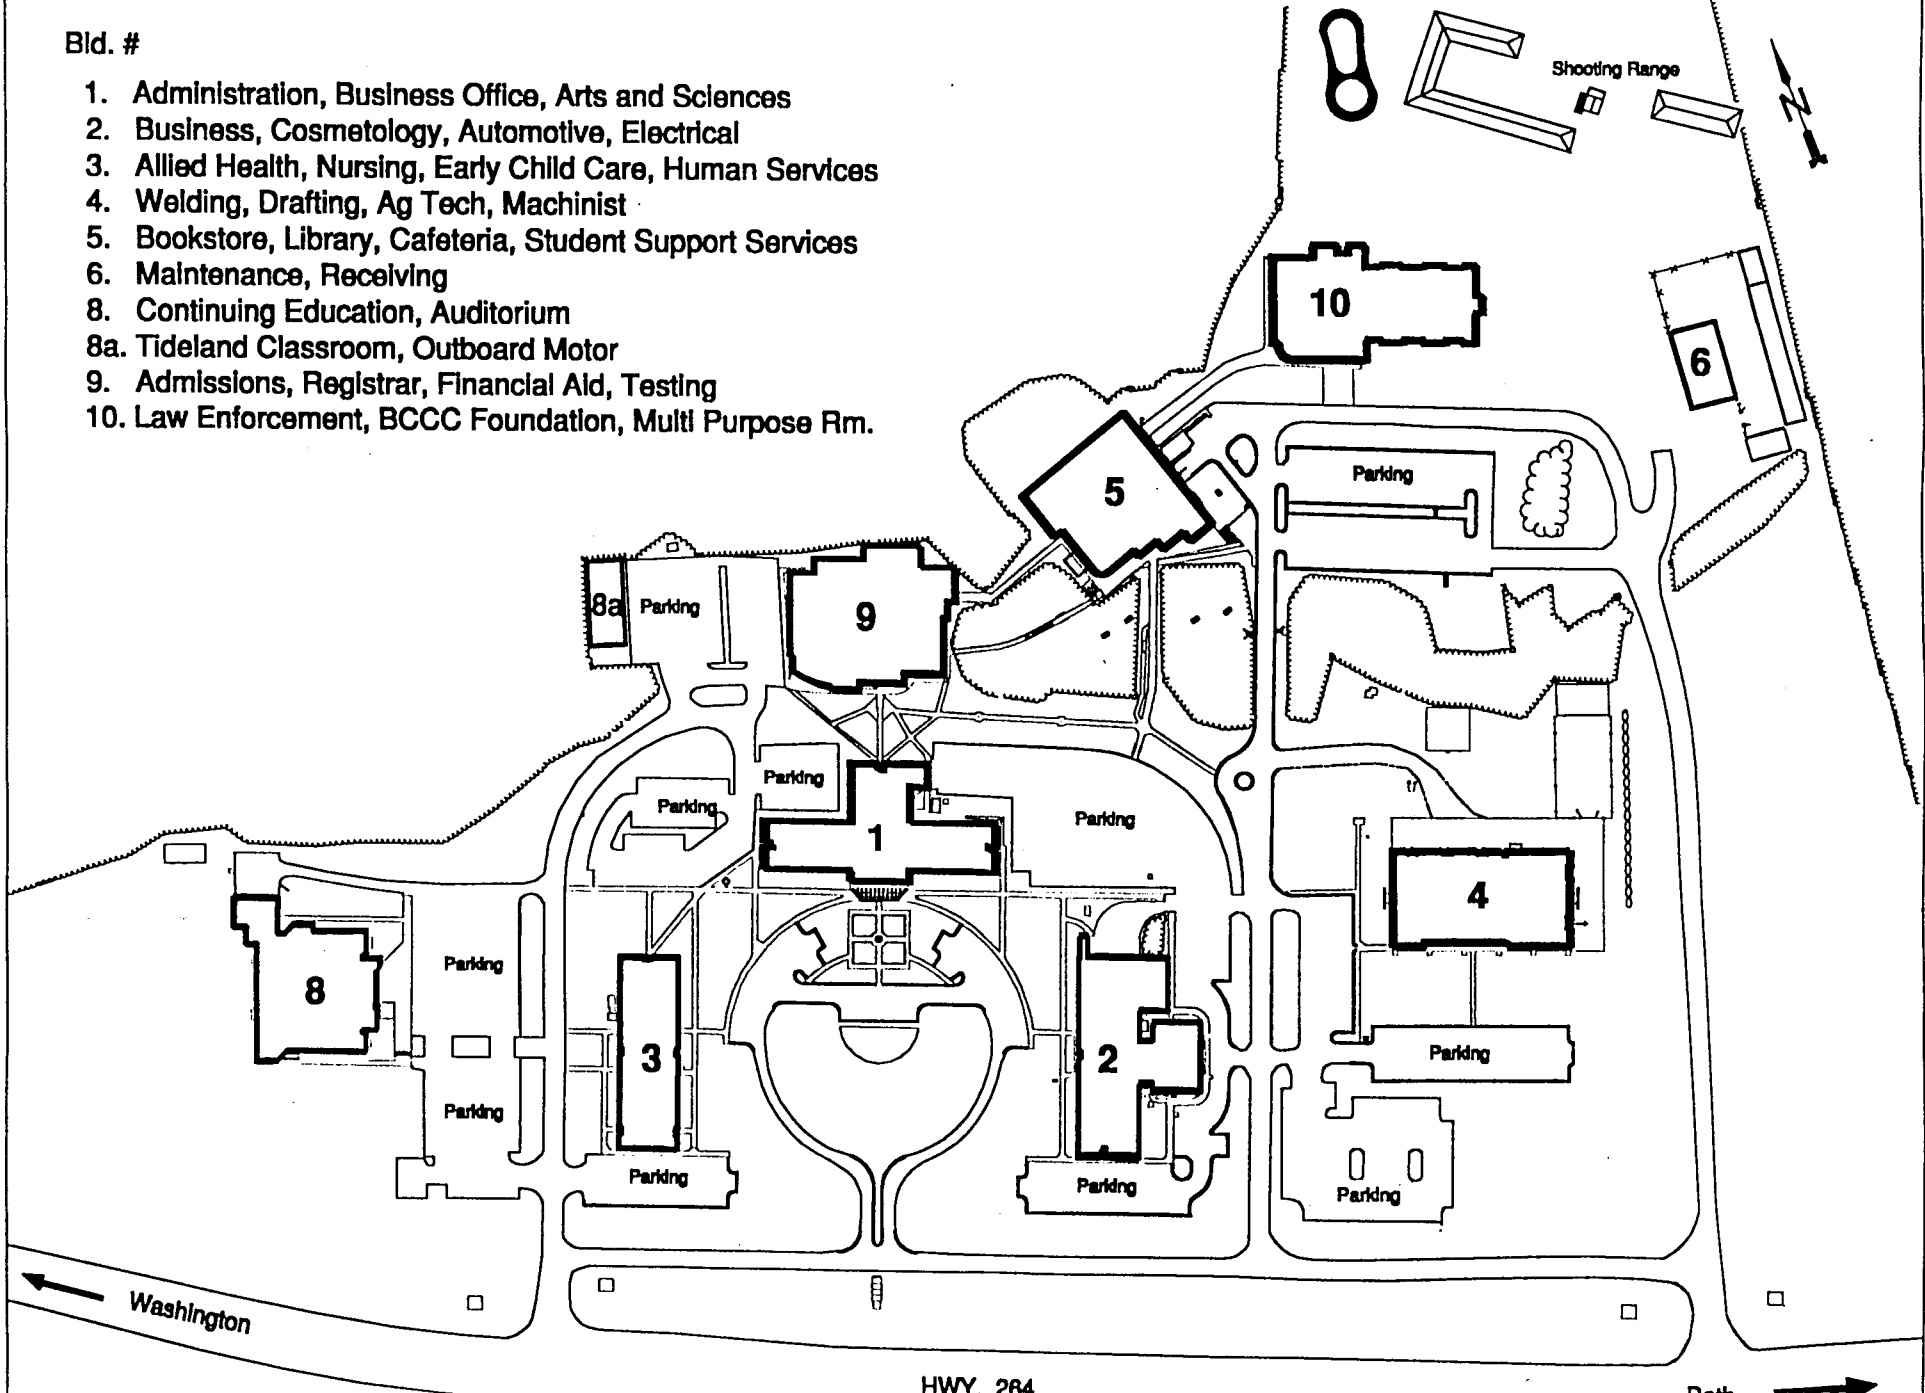 Bld. #
1. Administration, Business Office, Arts and Sciences
2. Business, Cosmetology, Automotive, Electrical
3. Allied Health, Nursing, Early Child Care, Human Services
4. Welding, Drafting, Ag Tech, Machinist
5. Bookstore, Library, Cafeteria, Student Support Services
6. Maintenance, Receiving
8. Continuing Education, Auditorium
8a. Tideland Classroom, Outboard Motor
9. Admissions, Registrar, Financial Aid, Testing
10. Law Enforcement, BCCC Foundation, Multi Purpose Rm.
Shooting Range
N
10
6
Parking
5
8a
Parking
9
Parking
Parking
Parking
1
4
Parking
8
3
2
Parking
Parking
Parking
Parking
Parking
Washington
HWY. 264
Bath